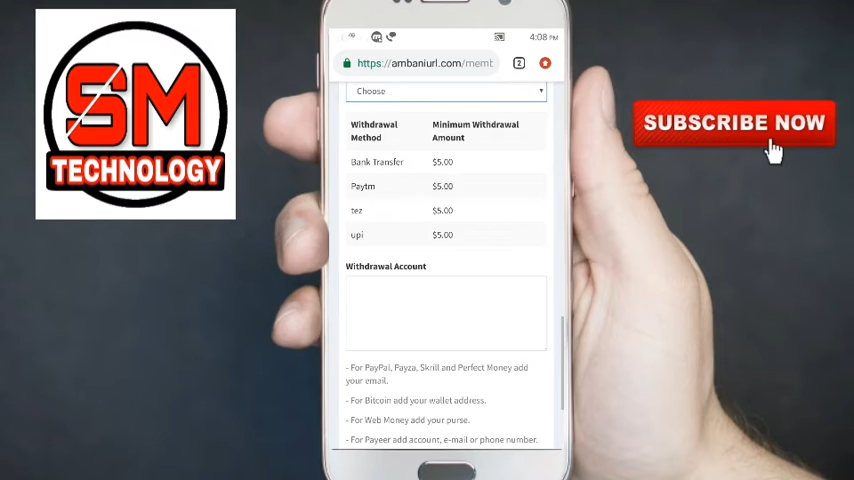 SM
TECHNOLOGY
4:08 PM
https://ambaniurl.com/memb
2
Choose
Withdrawal Method
Minimum Withdrawal Amount
Bank Transfer $5.00
Paytm $5.00
tez $5.00
upi $5.00
Withdrawal Account
- For PayPal, Payza, Skrill and Perfect Money add
your email.
- For Bitcoin add your wallet address.
- For Web Money add your purse.
- For Payeer add account, e-mail or phone number.
SUBSCRIBE NOW